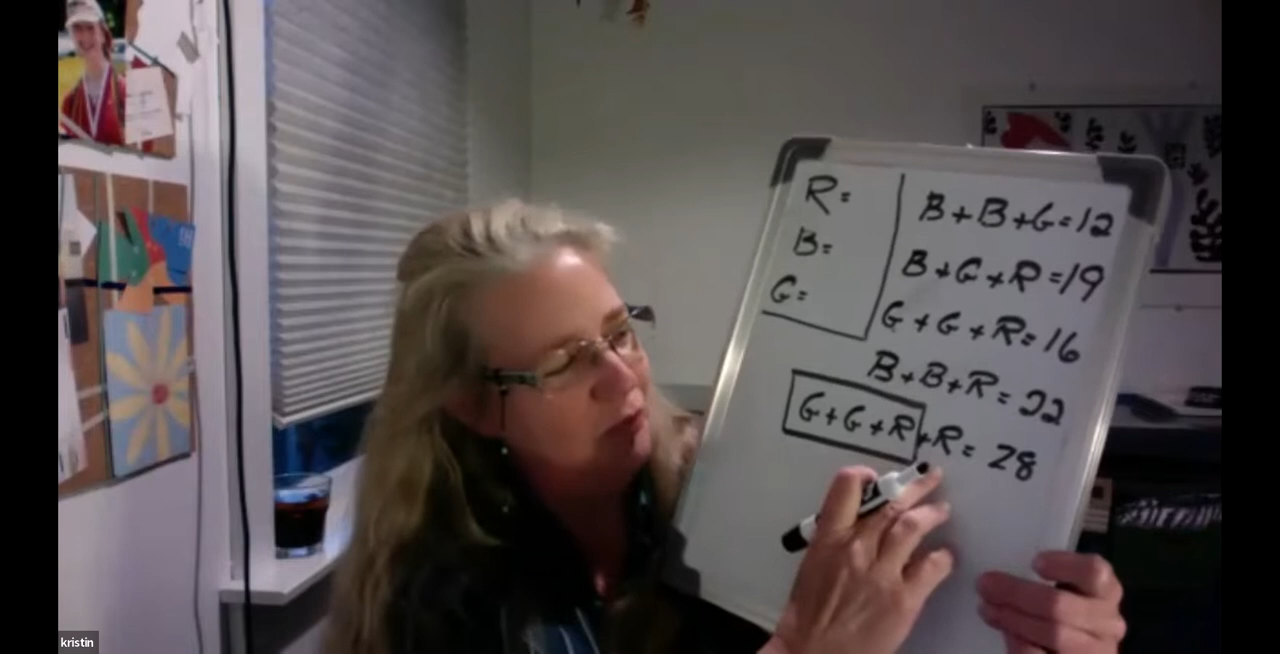 R=
B=
G=
B+B+G=12
B+G+R=19
G+G+R=16
B+B+R=22
G+G+R+R=28
kristin